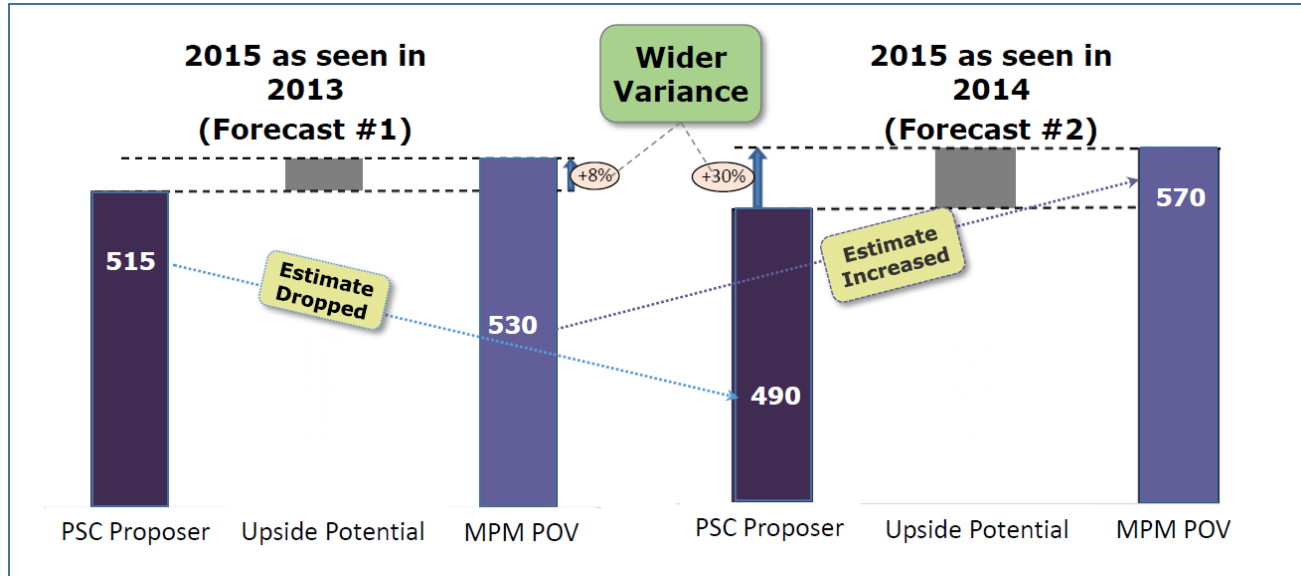 2015 as seen in
2013
(Forecast #1)
Wider
Variance
2015 as seen in
2014
(Forecast #2)
+8%
+30%
515
Estimate
Dropped
530
490
Estimate
Increased
570
PSC Proposer
Upside Potential
MPM POV
PSC Proposer
Upside Potential
MPM POV